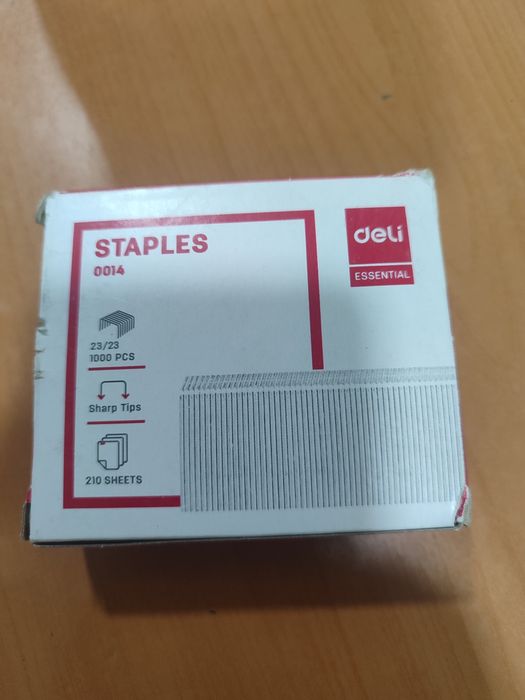 STAPLES
0014
deli
ESSENTIAL
23/23
1000 PCS
Sharp Tips
210 SHEETS